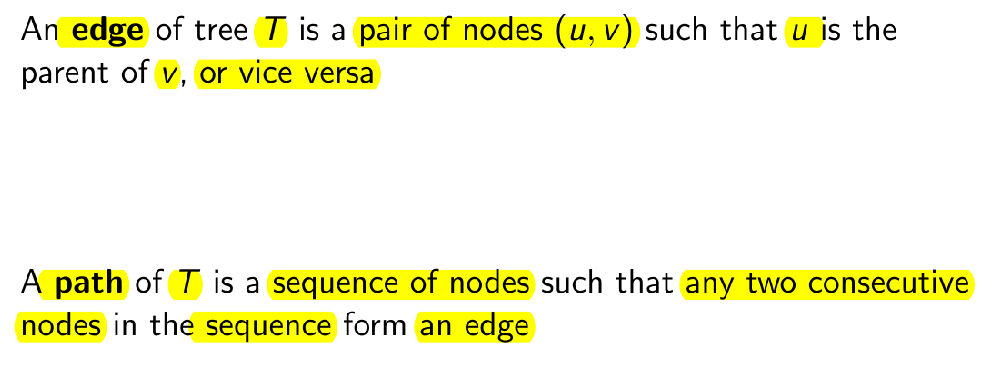 An edge of tree T is a pair of nodes (u, v) such that u is the
parent of v, or vice versa
A path of T is a sequence of nodes such that any two consecutive
nodes in the sequence form an edge